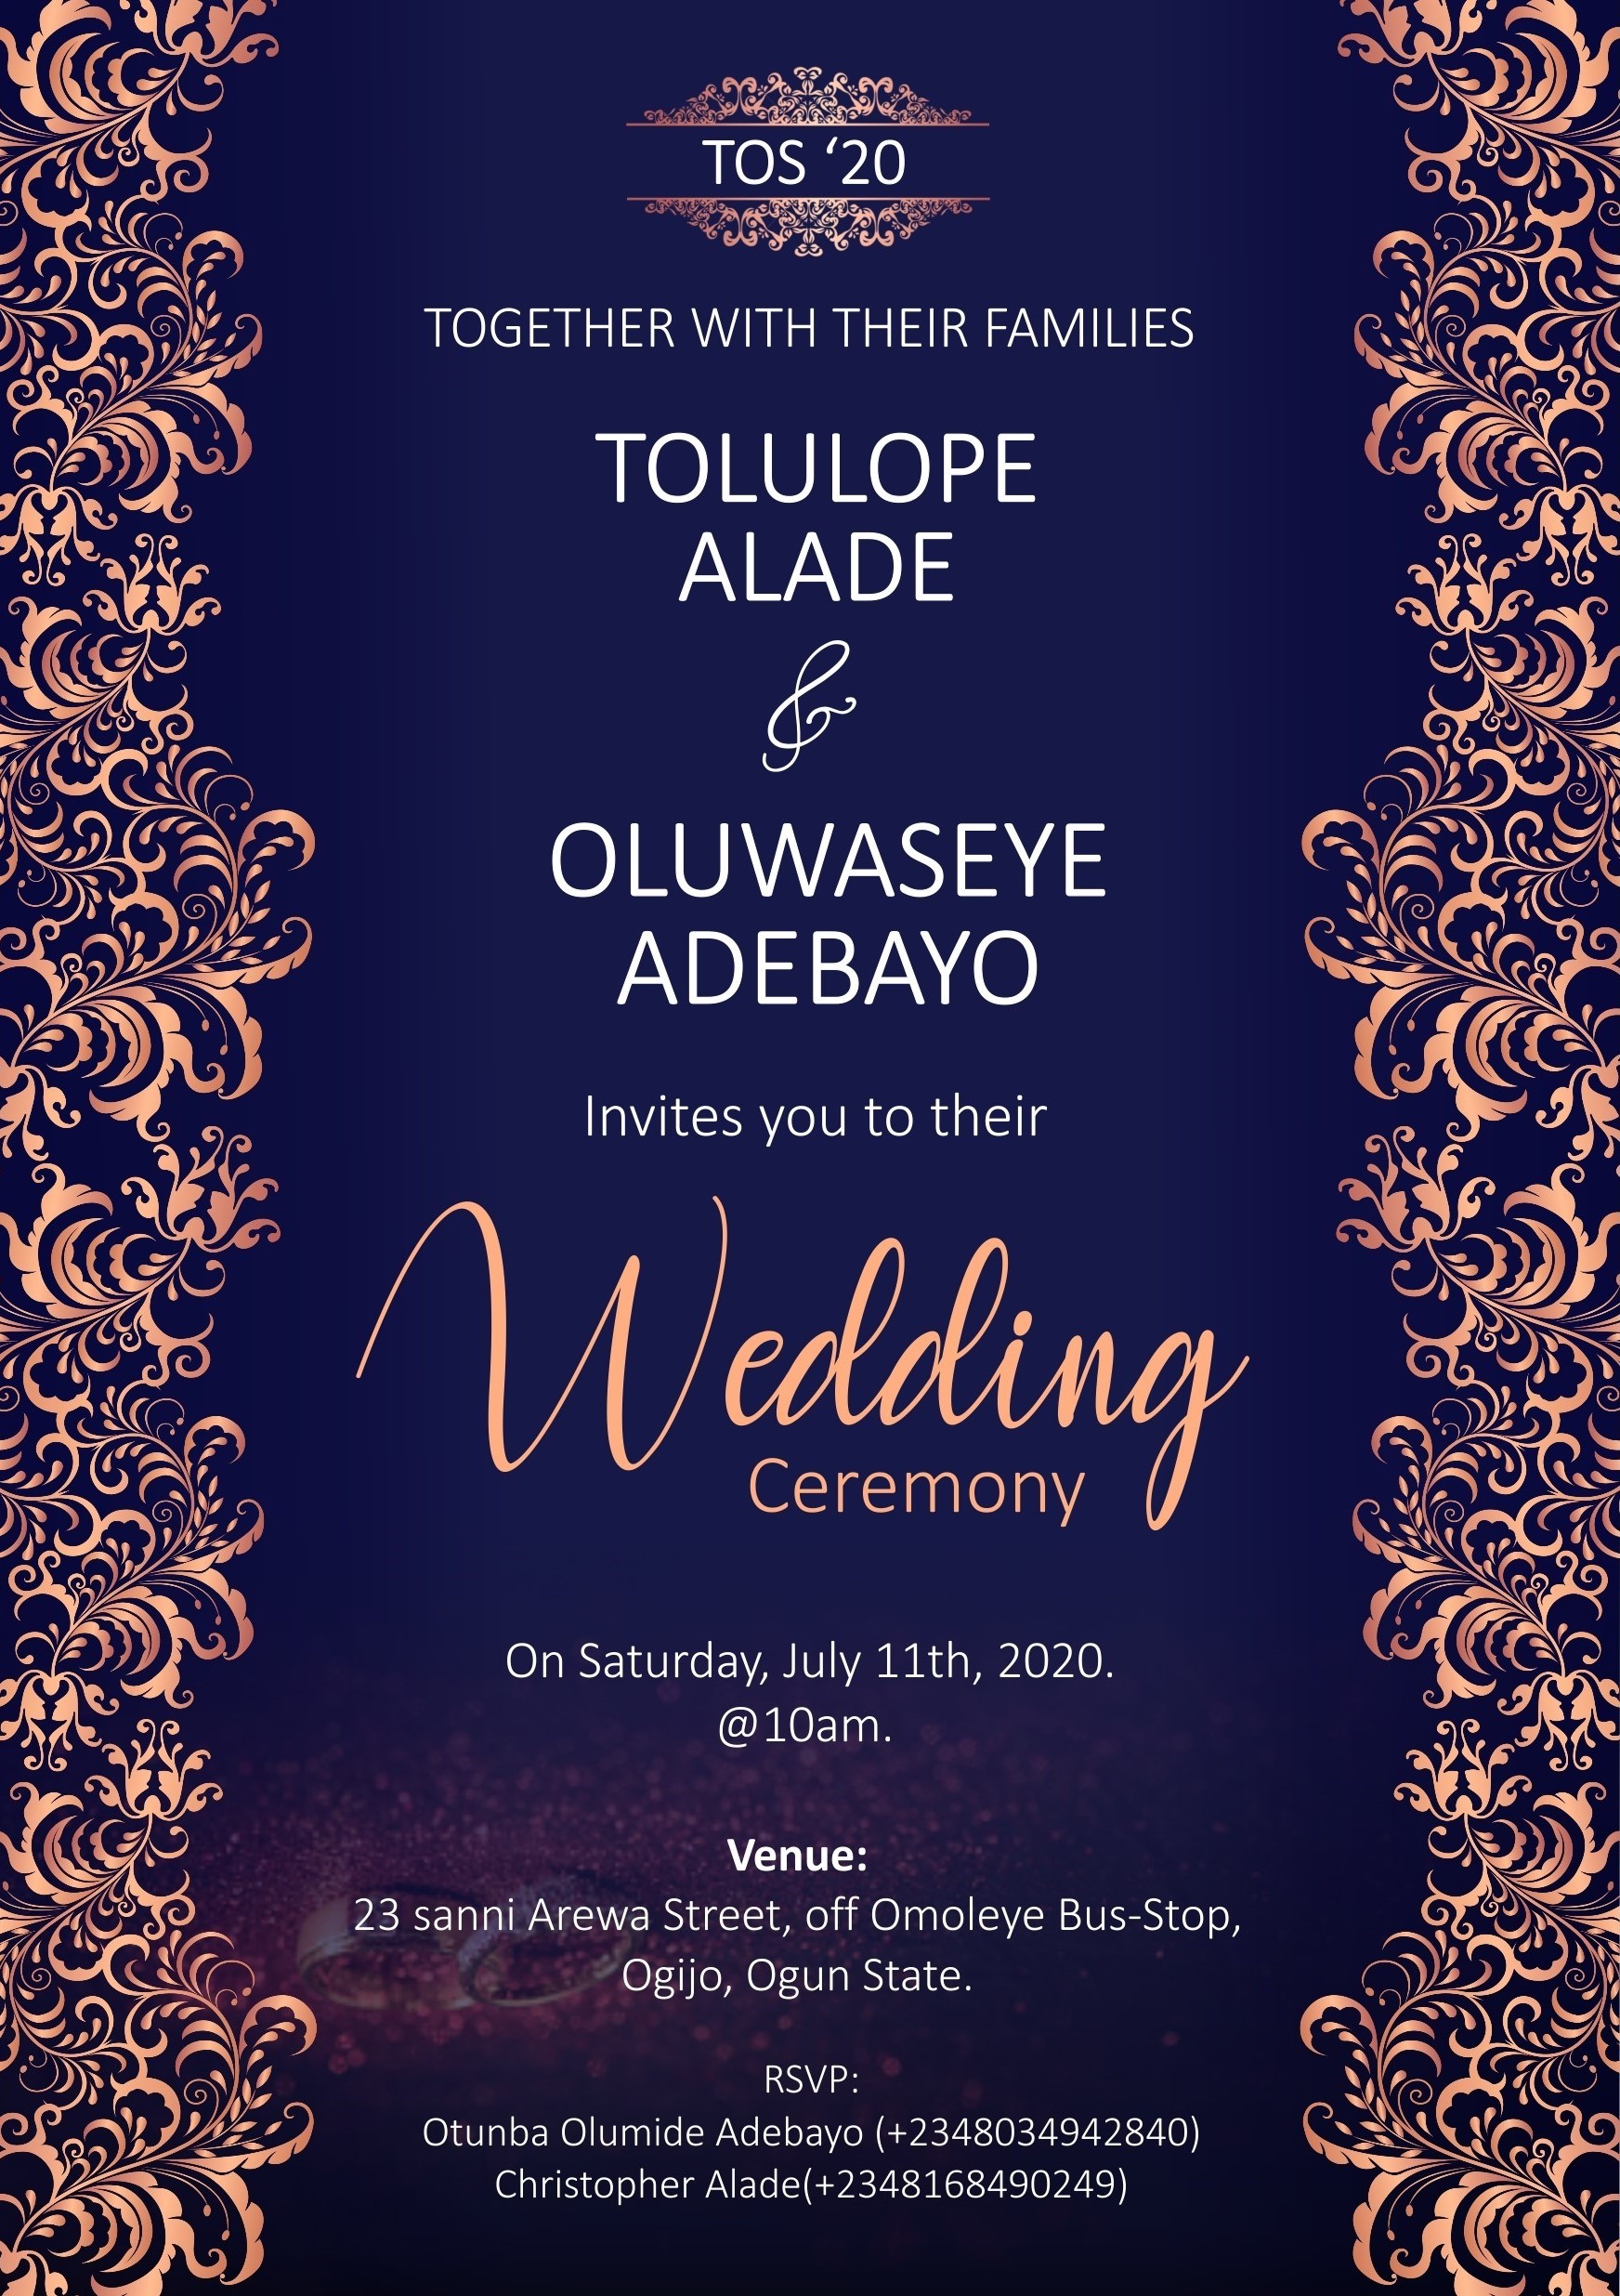 TOS ‘20
TOGETHER WITH THEIR FAMILIES
TOLULOPE
ALADE
&
OLUWASEYE
ADEBAYO
Invites you to their
Wedding
Ceremony
On Saturday, July 11th, 2020.
@10am.
Venue:
23 sanni Arewa Street, off Omoleye Bus-Stop,
Ogijo, Ogun State.
RSVP:
Otunba Olumide Adebayo (+2348034942840)
Christopher Alade(+2348168490249)